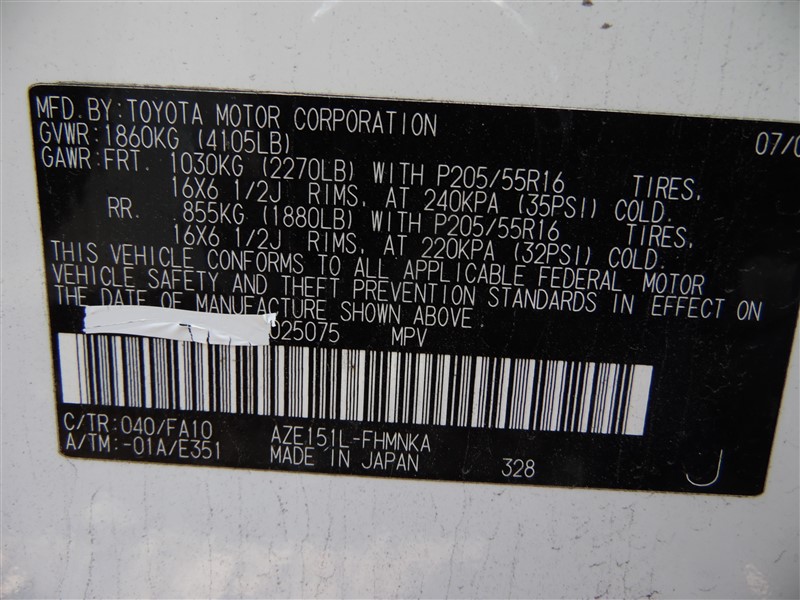 MFD.BY:TOYOTA MOTOR CORPORATION 07/0
GVWR:1860KG (4105LB)
GAWR:FRT. 1030KG (2270LB) WITH P205/55R16 TIRES,
16X6 1/2J RIMS, AT 240KPA (35PSI) COLD.
RR. 855KG (1880LB) WITH P205/55R16 TIRES,
16X6 1/2J RIMS, AT 220KPA (32PSI) COLD.
THIS VEHICLE CONFORMS TO ALL APPLICABLE FEDERAL MOTOR
VEHICLE SAFETY AND THEFT PREVENTION STANDARDS IN EFFECT ON
THE DATE OF MANUFACTURE SHOWN ABOVE.
025075 MPV
C/TR:040/FA10 AZE151L-FHMNKA
A/TM:-01A/E351 MADE IN JAPAN 328 J